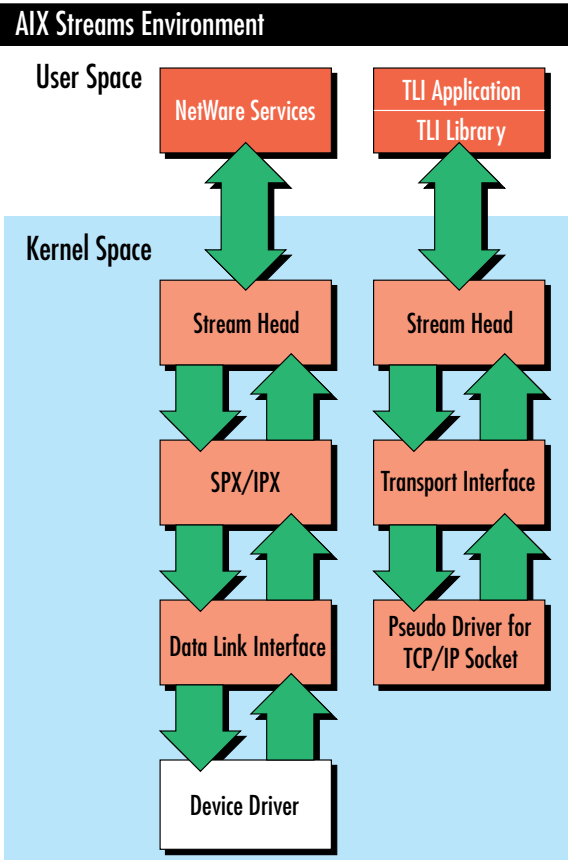 AIX Streams Environment
User Space
NetWare Services
TLI Application
TLI Library
Kernel Space
Stream Head
Stream Head
SPX/IPX
Transport Interface
Data Link Interface
Pseudo Driver for
TCP/IP Socket
Device Driver